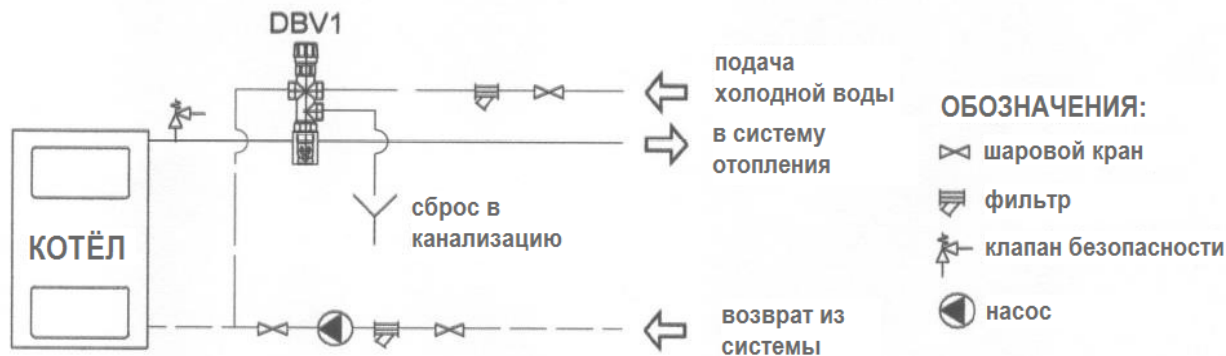 DBV1
подача
холодной воды
в систему
отопления
сброс в
канализацию
КОТЁЛ
возврат из
системы
ОБОЗНАЧЕНИЯ:
шаровой кран
фильтр
клапан безопасности
насос